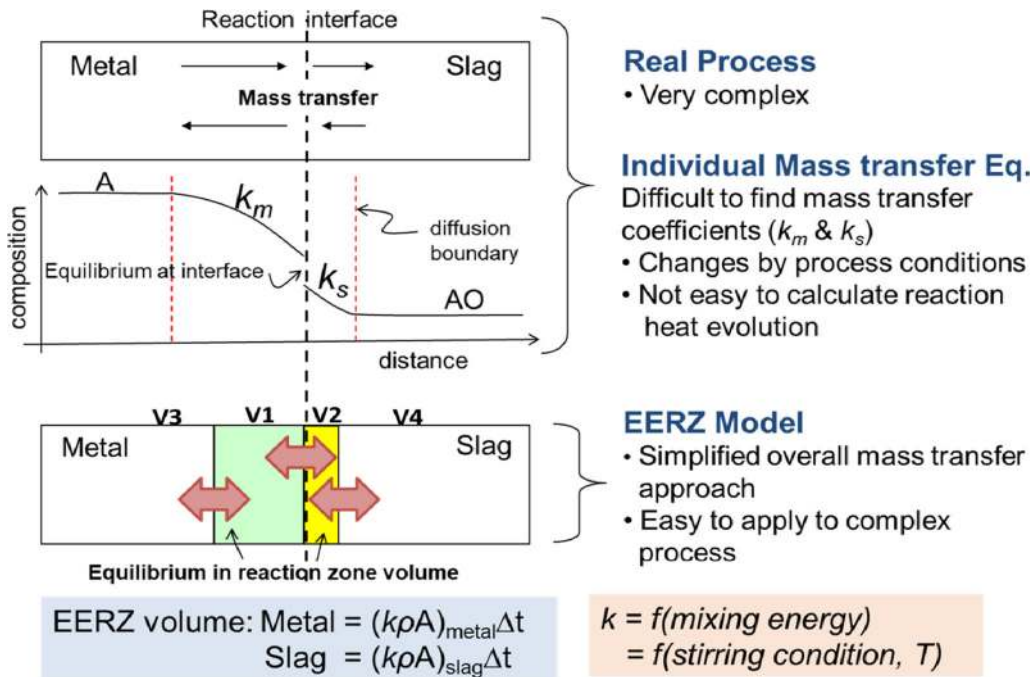 Reaction interface
Metal
Slag
Mass transfer
A
k_m
diffusion
boundary
Equilibrium at interface
k_s
AO
composition
distance
Real Process
• Very complex
Individual Mass transfer Eq.
Difficult to find mass transfer
coefficients (k_m & k_s)
• Changes by process conditions
• Not easy to calculate reaction
heat evolution
V3 V1 V2 V4
Metal
Slag
Equilibrium in reaction zone volume
EERZ Model
• Simplified overall mass transfer
approach
• Easy to apply to complex
process
EERZ volume: Metal = (kρA)metal∆t
Slag = (kρA)slag∆t
k = f(mixing energy)
= f(stirring condition, T)